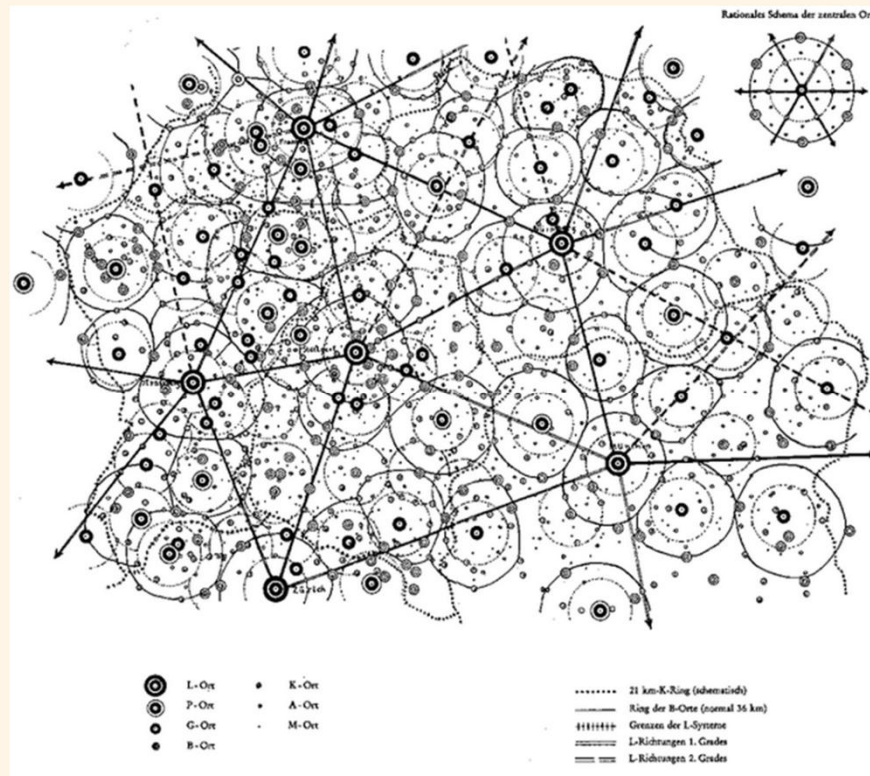 Rationales Schema der zentralen Or
Zürich
L-Ort
P-Ort
G-Ort
B-Ort
K-Ort
A-Ort
M-Ort
21 km-K-Ring (schematisch)
Ring der B-Orte (normal 36 km)
Grenzen der L-Systeme
L-Richtungen 1. Grades
L-Richtungen 2. Grades